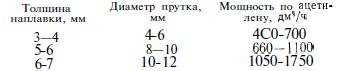 Толщина Диаметр прутка, Мощность по ацети-
наплавки, мм мм лену, дм³/ч
3—4 4-6 4С0-700
5-6 8—10 660—1100
6-7 10-12 1050-1750